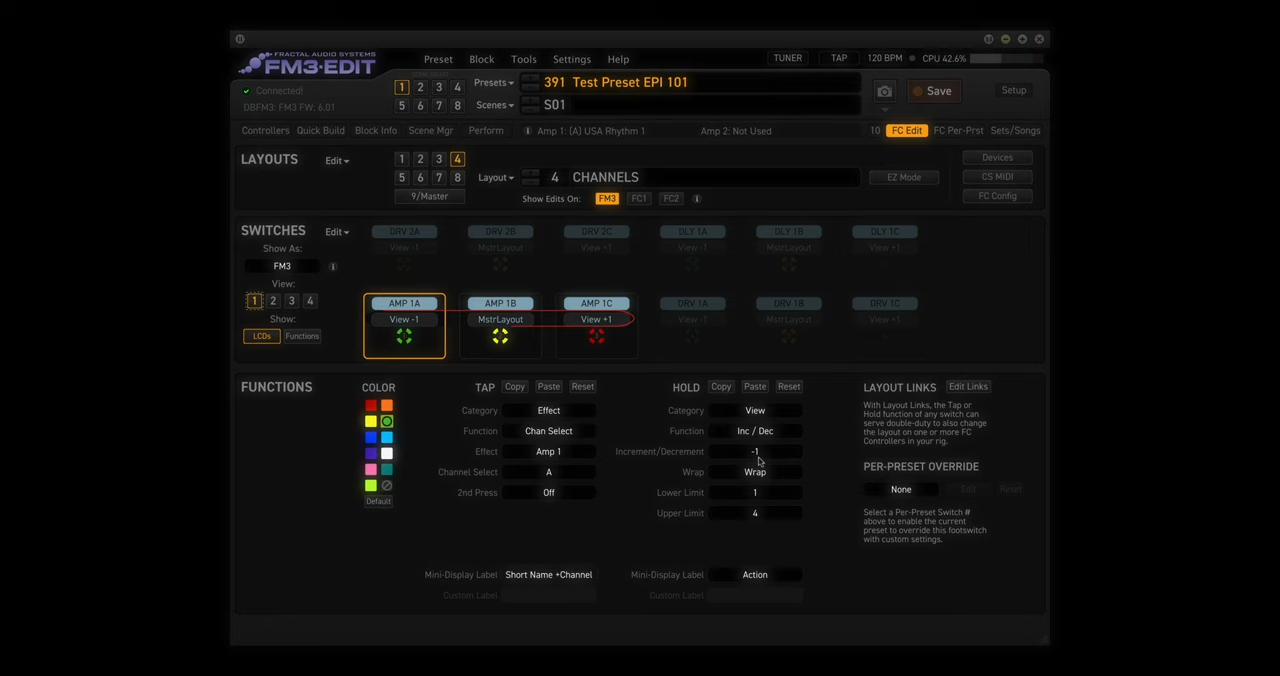 FRACTAL AUDIO SYSTEMS
FM3-EDIT
Preset Block Tools Settings Help
TUNER TAP 120 BPM CPU 42.6%
1 2 3 4
Presets 391 Test Preset EPI 101
Save Setup
Connected!
DBFM3: FM3 FW: 6.01
5 6 7 8
Scenes S01
Controllers Quick Build Block Info Scene Mgr Perform Amp 1: (A) USA Rhythm 1 Amp 2: Not Used 10 FC Edit FC Per-Prst Sets/Songs
LAYOUTS Edit
1 2 3 4
5 6 7 8
9/Master
Layout 4 CHANNELS
EZ Mode
Devices
CS MIDI
FC Config
Show Edits On: FM3 FC1 FC2
SWITCHES Edit
Show As:
FM3
View:
1 2 3 4
Show:
LCDs Functions
DRV 2A DRV 2B DRV 2C DLY 1A DLY 1B DLY 1C
View -1 MstrLayout View +1 View -1 MstrLayout View +1
AMP 1A AMP 1B AMP 1C DRV 1A DRV 1B DRV 1C
View -1 MstrLayout View +1 View -1 MstrLayout View +1
FUNCTIONS
COLOR
Default
TAP Copy Paste Reset
Category Effect
Function Chan Select
Effect Amp 1
Channel Select A
2nd Press Off
Mini-Display Label Short Name +Channel
Custom Label
HOLD Copy Paste Reset
Category View
Function Inc / Dec
Increment/Decrement -1
Wrap Wrap
Lower Limit 1
Upper Limit 4
Mini-Display Label Action
Custom Label
LAYOUT LINKS Edit Links
With Layout Links, the Tap or
Hold function of any switch can
serve double-duty to also change
the layout on one or more FC
Controllers in your rig.
PER-PRESET OVERRIDE
None Edit Reset
Select a Per-Preset Switch #
above to enable the current
preset to override this footswitch
with custom settings.